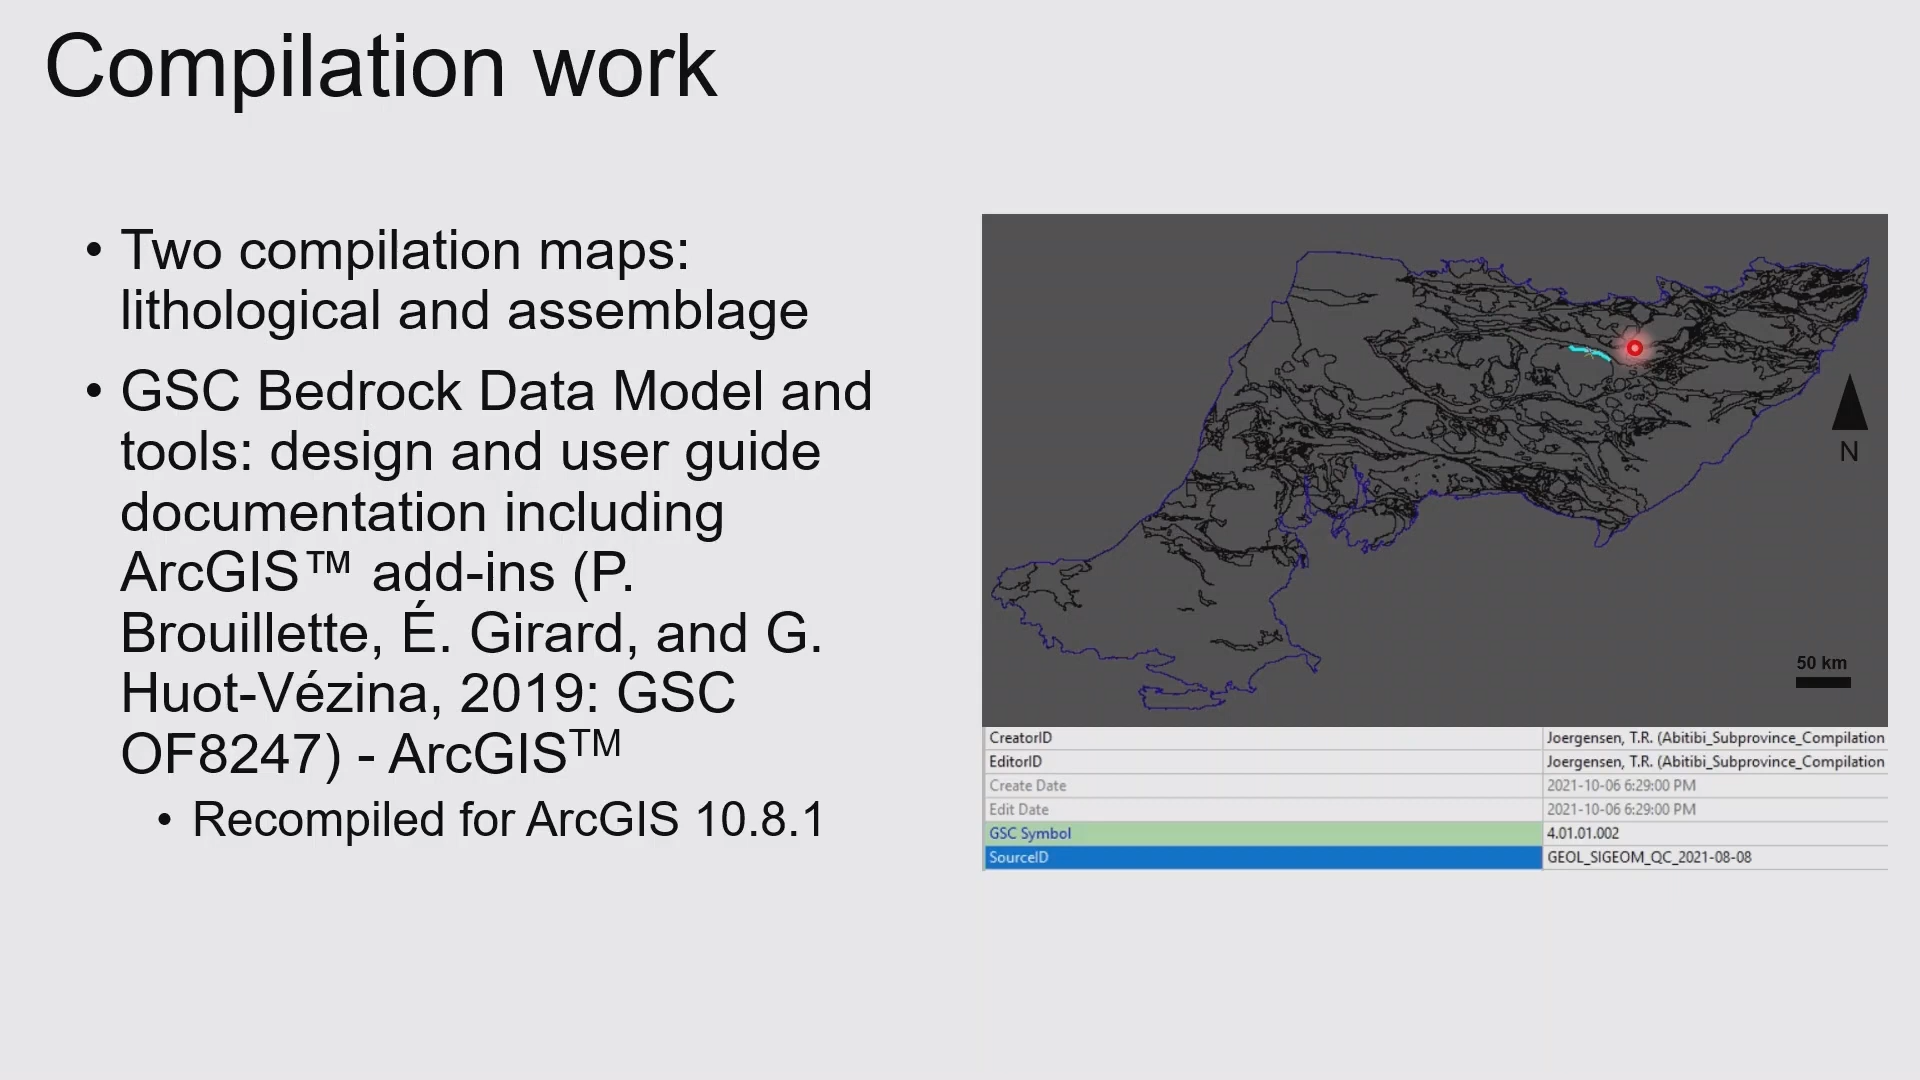 Compilation work
• Two compilation maps:
lithological and assemblage
• GSC Bedrock Data Model and
tools: design and user guide
documentation including
ArcGIS™ add-ins (P.
Brouillette, É. Girard, and G.
Huot-Vézina, 2019: GSC
OF8247) - ArcGIS™
• Recompiled for ArcGIS 10.8.1
N
50 km
CreatorID Joergensen, T.R. (Abitibi_Subprovince_Compilation
EditorID Joergensen, T.R. (Abitibi_Subprovince_Compilation
Create Date 2021-10-06 6:29:00 PM
Edit Date 2021-10-06 6:29:00 PM
GSC Symbol 4.01.01.002
SourceID GEOL_SIGEOM_QC_2021-08-08